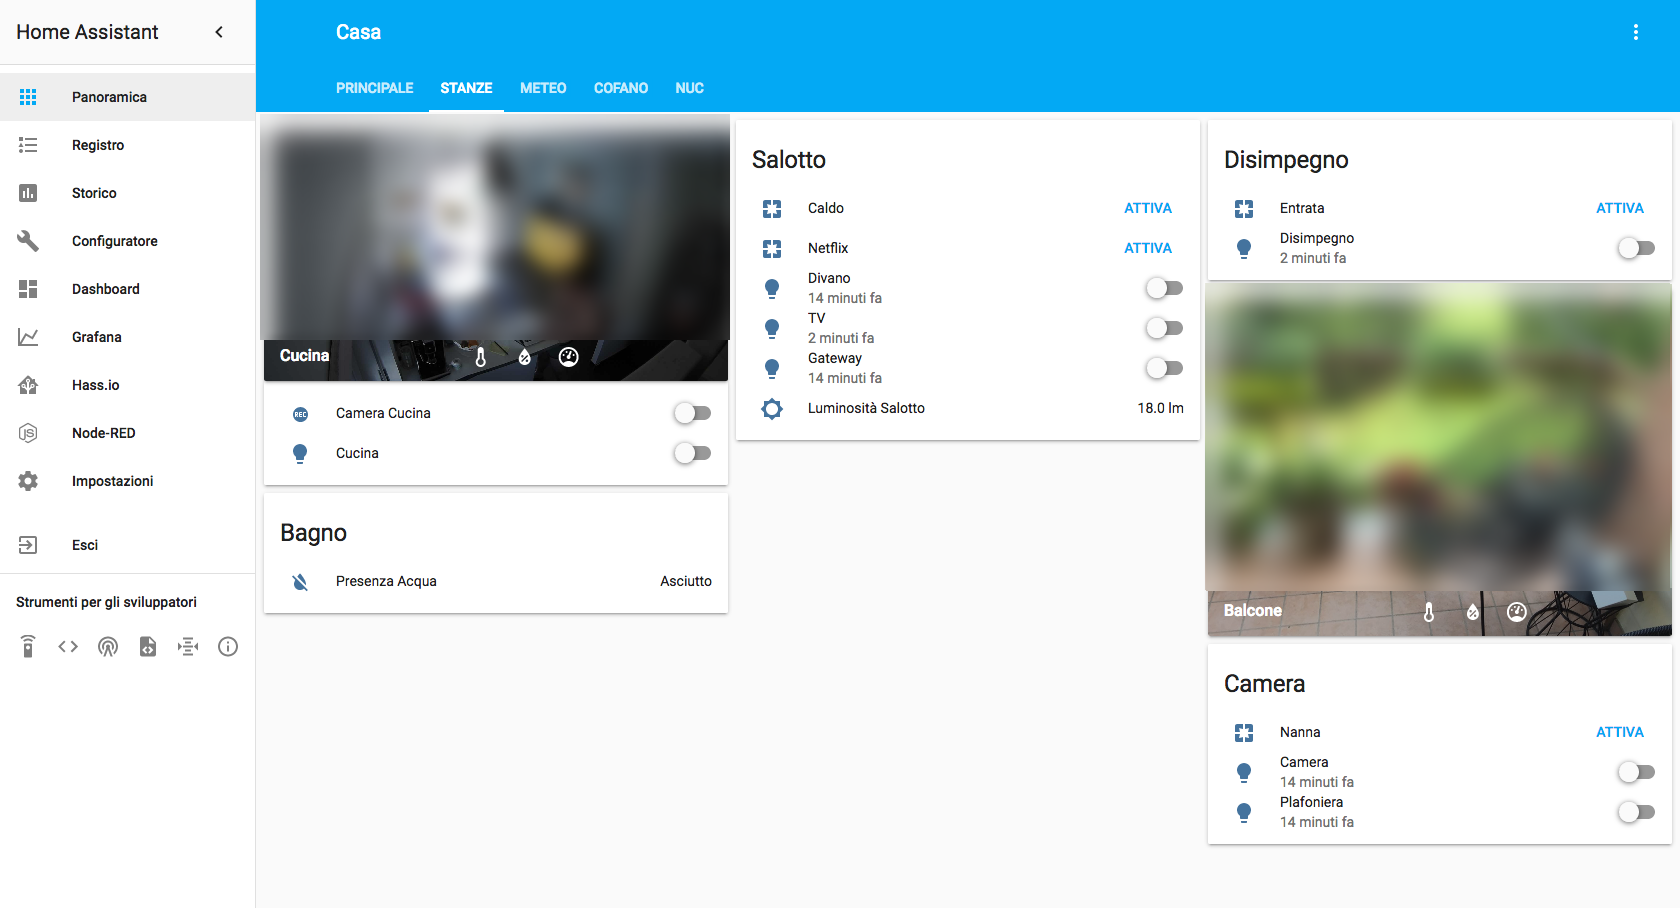 Home Assistant
Panoramica
Registro
Storico
Configuratore
Dashboard
Grafana
Hass.io
Node-RED
Impostazioni
Esci
Strumenti per gli sviluppatori
Casa
PRINCIPALE STANZE METEO COFANO NUC
Cucina
REC Camera Cucina
Cucina
Bagno
Presenza Acqua Asciutto
Salotto
Caldo ATTIVA
Netflix ATTIVA
Divano
14 minuti fa
TV
2 minuti fa
Gateway
14 minuti fa
Luminosità Salotto 18.0 lm
Disimpegno
Entrata ATTIVA
Disimpegno
2 minuti fa
Balcone
Camera
Nanna ATTIVA
Camera
14 minuti fa
Plafoniera
14 minuti fa